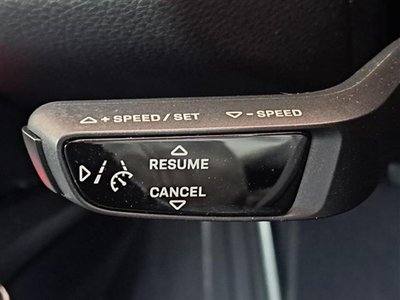 + SPEED / SET - SPEED
RESUME
CANCEL